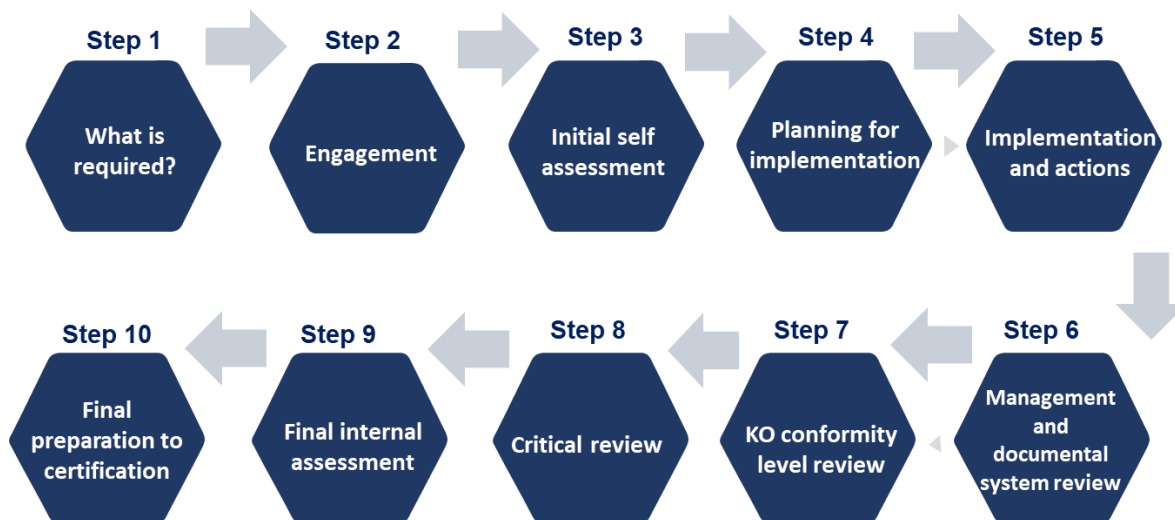 Step 1
What is
required?
Step 2
Engagement
Step 3
Initial self
assessment
Step 4
Planning for
implementation
Step 5
Implementation
and actions
Step 6
Management
and
documental
system review
Step 7
KO conformity
level review
Step 8
Critical review
Step 9
Final internal
assessment
Step 10
Final
preparation to
certification